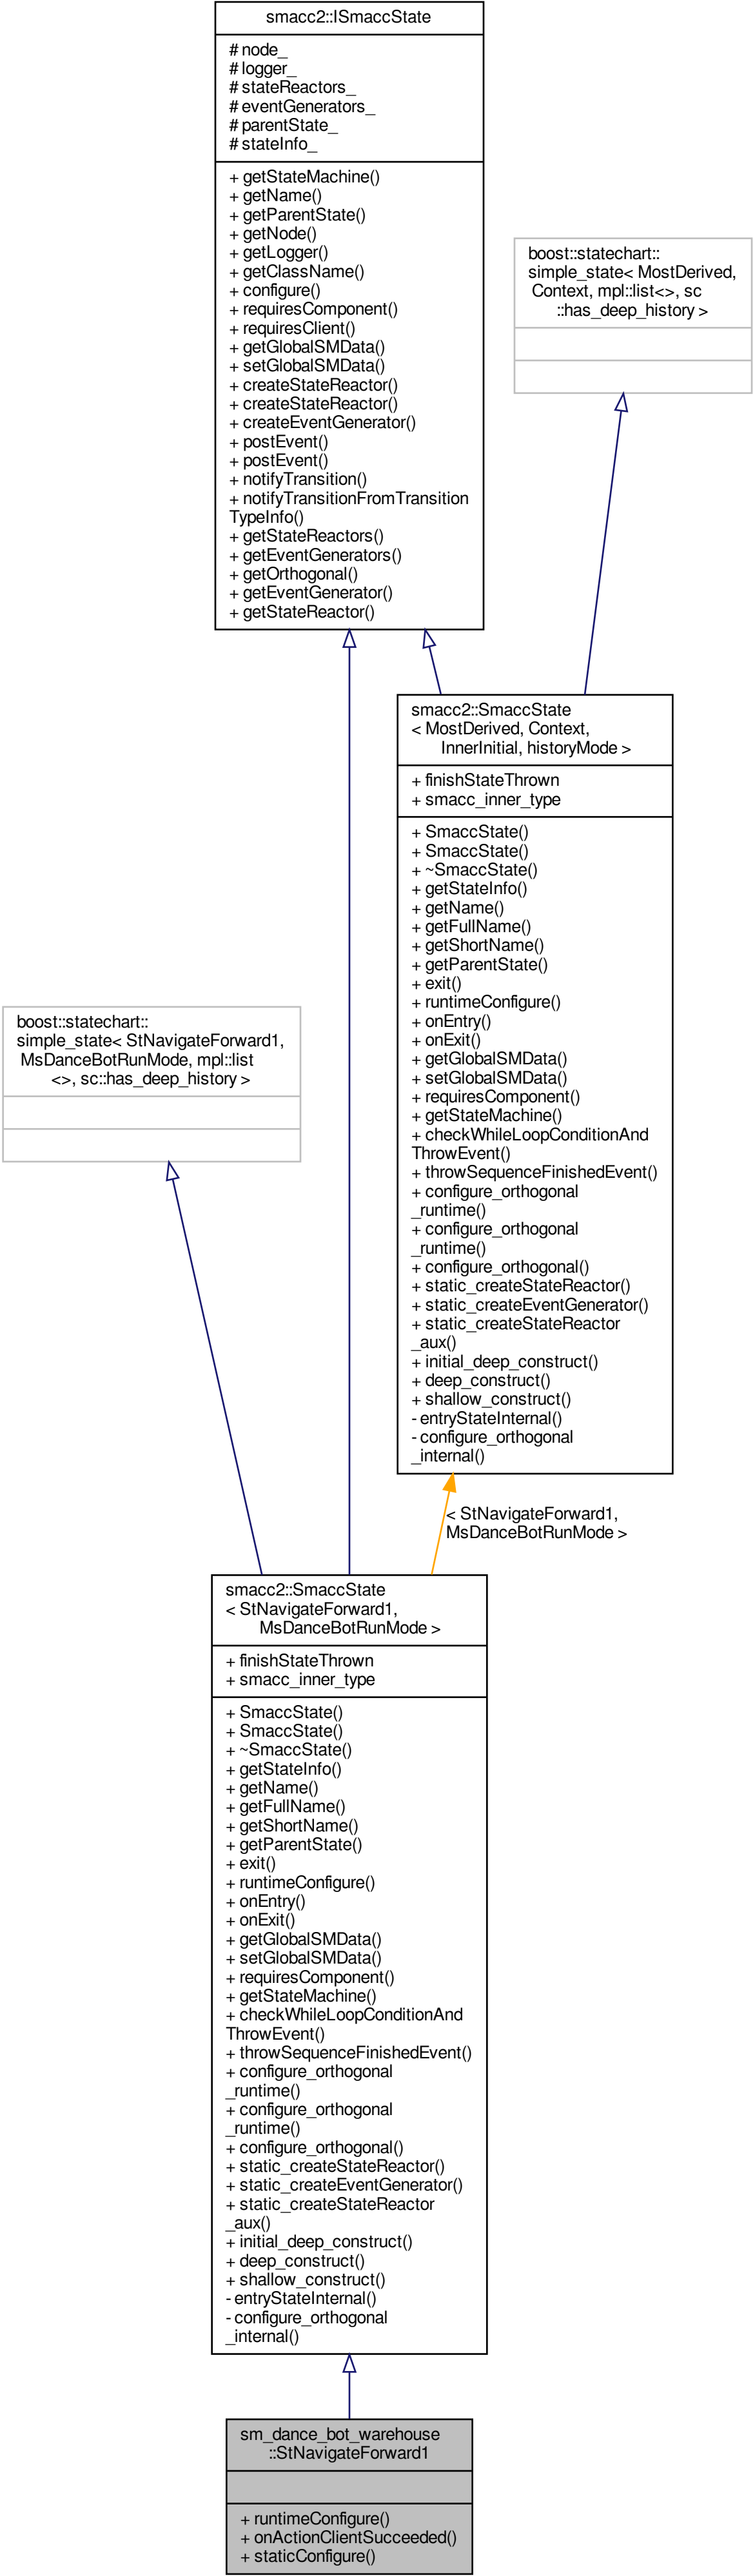 smacc2::ISmaccState
# node_
# logger_
# stateReactors_
# eventGenerators_
# parentState_
# stateInfo_
+ getStateMachine()
+ getName()
+ getParentState()
+ getNode()
+ getLogger()
+ getClassName()
+ configure()
+ requiresComponent()
+ requiresClient()
+ getGlobalSMData()
+ setGlobalSMData()
+ createStateReactor()
+ createStateReactor()
+ createEventGenerator()
+ postEvent()
+ postEvent()
+ notifyTransition()
+ notifyTransitionFromTransition
TypeInfo()
+ getStateReactors()
+ getEventGenerators()
+ getOrthogonal()
+ getEventGenerator()
+ getStateReactor()
boost::statechart::
simple_state< MostDerived,
Context, mpl::list<>, sc
::has_deep_history >
smacc2::SmaccState
< MostDerived, Context,
InnerInitial, historyMode >
+ finishStateThrown
+ smacc_inner_type
+ SmaccState()
+ SmaccState()
+ ~SmaccState()
+ getStateInfo()
+ getName()
+ getFullName()
+ getShortName()
+ getParentState()
+ exit()
+ runtimeConfigure()
+ onEntry()
+ onExit()
+ getGlobalSMData()
+ setGlobalSMData()
+ requiresComponent()
+ getStateMachine()
+ checkWhileLoopConditionAnd
ThrowEvent()
+ throwSequenceFinishedEvent()
+ configure_orthogonal
_runtime()
+ configure_orthogonal
_runtime()
+ configure_orthogonal()
+ static_createStateReactor()
+ static_createEventGenerator()
+ static_createStateReactor
_aux()
+ initial_deep_construct()
+ deep_construct()
+ shallow_construct()
- entryStateInternal()
- configure_orthogonal
_internal()
boost::statechart::
simple_state< StNavigateForward1,
MsDanceBotRunMode, mpl::list
<>, sc::has_deep_history >
< StNavigateForward1,
MsDanceBotRunMode >
smacc2::SmaccState
< StNavigateForward1,
MsDanceBotRunMode >
+ finishStateThrown
+ smacc_inner_type
+ SmaccState()
+ SmaccState()
+ ~SmaccState()
+ getStateInfo()
+ getName()
+ getFullName()
+ getShortName()
+ getParentState()
+ exit()
+ runtimeConfigure()
+ onEntry()
+ onExit()
+ getGlobalSMData()
+ setGlobalSMData()
+ requiresComponent()
+ getStateMachine()
+ checkWhileLoopConditionAnd
ThrowEvent()
+ throwSequenceFinishedEvent()
+ configure_orthogonal
_runtime()
+ configure_orthogonal
_runtime()
+ configure_orthogonal()
+ static_createStateReactor()
+ static_createEventGenerator()
+ static_createStateReactor
_aux()
+ initial_deep_construct()
+ deep_construct()
+ shallow_construct()
- entryStateInternal()
- configure_orthogonal
_internal()
sm_dance_bot_warehouse
::StNavigateForward1
+ runtimeConfigure()
+ onActionClientSucceeded()
+ staticConfigure()